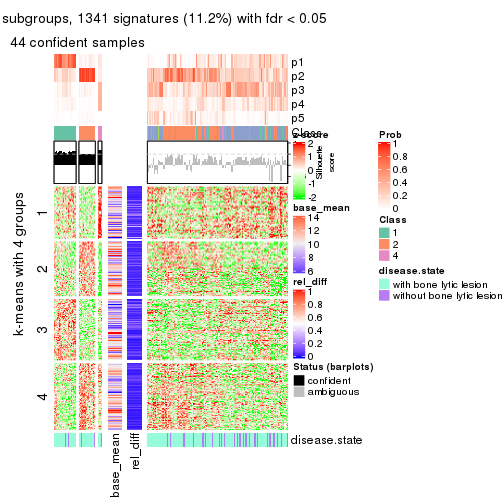 subgroups, 1341 signatures (11.2%) with fdr < 0.05
44 confident samples
p1
p2
p3
p4
p5
Class
z-score
2
1
0
-1
-2
Silhouette
score
base_mean
14
12
10
8
6
rel_diff
1
0.8
0.6
0.4
0.2
0
Status (barplots)
confident
ambiguous
Prob
1
0.8
0.6
0.4
0.2
0
Class
1
2
4
disease.state
with bone lytic lesion
without bone lytic lesion
k-means with 4 groups
1
2
3
4
disease.state
base_mean
rel_diff